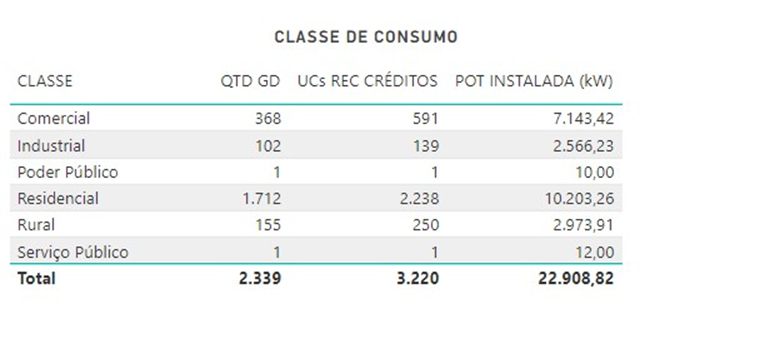 CLASSE DE CONSUMO
CLASSE QTD GD UCs REC CRÉDITOS POT INSTALADA (kW)
Comercial 368 591 7.143,42
Industrial 102 139 2.566,23
Poder Público 1 1 10,00
Residencial 1.712 2.238 10.203,26
Rural 155 250 2.973,91
Serviço Público 1 1 12,00
Total 2.339 3.220 22.908,82